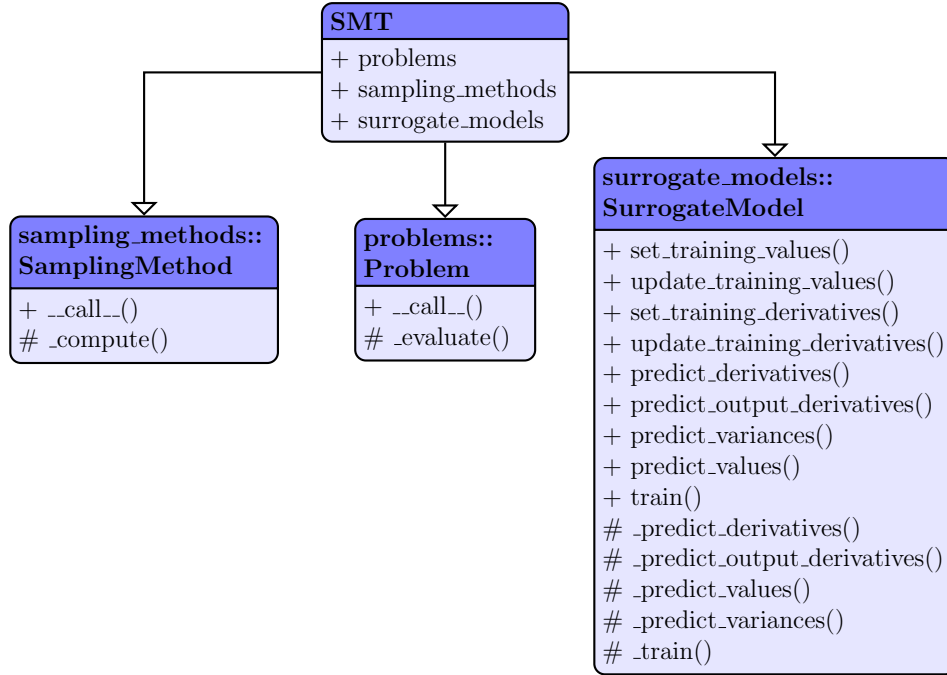 SMT
+ problems
+ sampling_methods
+ surrogate_models
sampling_methods::
SamplingMethod
+ __call__()
# _compute()
problems::
Problem
+ __call__()
# _evaluate()
surrogate_models::
SurrogateModel
+ set_training_values()
+ update_training_values()
+ set_training_derivatives()
+ update_training_derivatives()
+ predict_derivatives()
+ predict_output_derivatives()
+ predict_variances()
+ predict_values()
+ train()
# _predict_derivatives()
# _predict_output_derivatives()
# _predict_values()
# _predict_variances()
# _train()